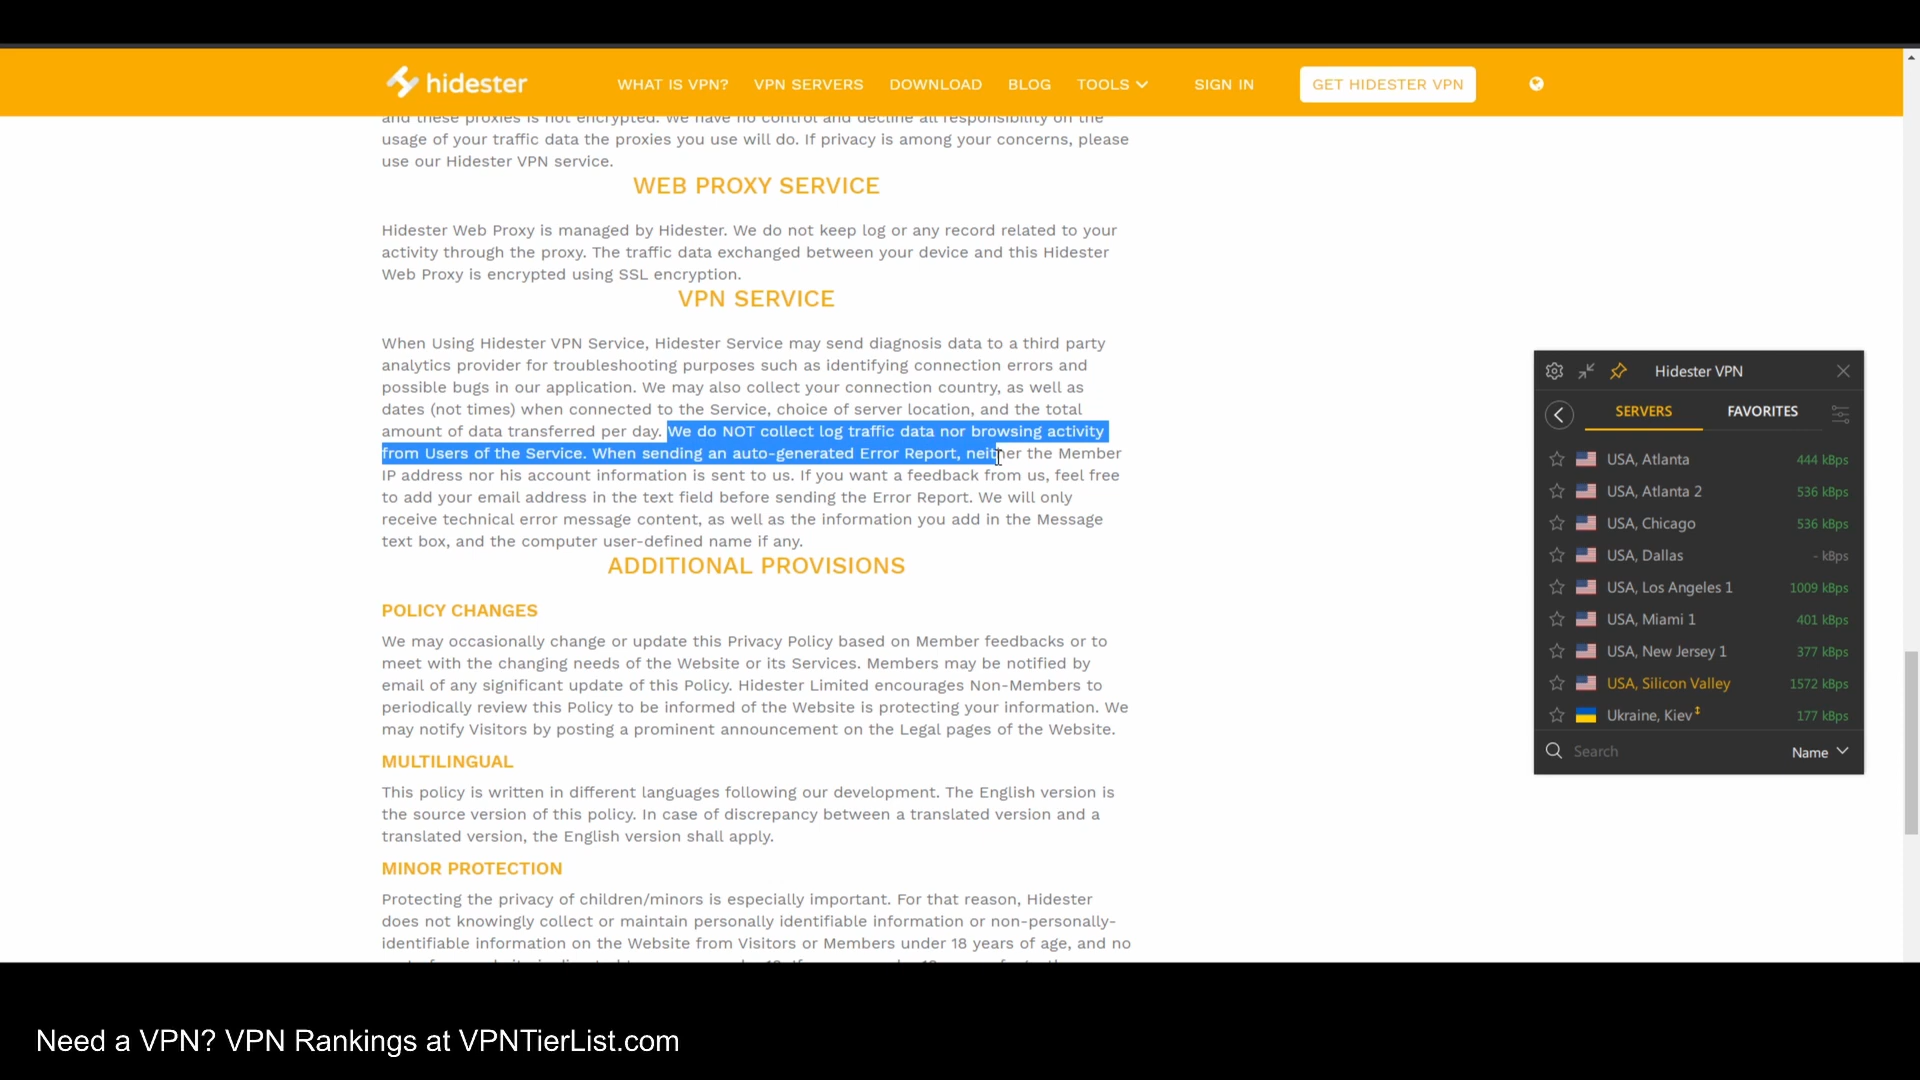 hidester
WHAT IS VPN?
VPN SERVERS
DOWNLOAD
BLOG
TOOLS
SIGN IN
GET HIDESTER VPN
and these proxies is not encrypted. We have no control and decline all responsibility on the
usage of your traffic data the proxies you use will do. If privacy is among your concerns, please
use our Hidester VPN service.
WEB PROXY SERVICE
Hidester Web Proxy is managed by Hidester. We do not keep log or any record related to your
activity through the proxy. The traffic data exchanged between your device and this Hidester
Web Proxy is encrypted using SSL encryption.
VPN SERVICE
When Using Hidester VPN Service, Hidester Service may send diagnosis data to a third party
analytics provider for troubleshooting purposes such as identifying connection errors and
possible bugs in our application. We may also collect your connection country, as well as
dates (not times) when connected to the Service, choice of server location, and the total
amount of data transferred per day. We do NOT collect log traffic data nor browsing activity
from Users of the Service. When sending an auto-generated Error Report, neither the Member
IP address nor his account information is sent to us. If you want a feedback from us, feel free
to add your email address in the text field before sending the Error Report. We will only
receive technical error message content, as well as the information you add in the Message
text box, and the computer user-defined name if any.
ADDITIONAL PROVISIONS
POLICY CHANGES
We may occasionally change or update this Privacy Policy based on Member feedbacks or to
meet with the changing needs of the Website or its Services. Members may be notified by
email of any significant update of this Policy. Hidester Limited encourages Non-Members to
periodically review this Policy to be informed of the Website is protecting your information. We
may notify Visitors by posting a prominent announcement on the Legal pages of the Website.
MULTILINGUAL
This policy is written in different languages following our development. The English version is
the source version of this policy. In case of discrepancy between a translated version and a
translated version, the English version shall apply.
MINOR PROTECTION
Protecting the privacy of children/minors is especially important. For that reason, Hidester
does not knowingly collect or maintain personally identifiable information or non-personally-
identifiable information on the Website from Visitors or Members under 18 years of age, and no
Hidester VPN
SERVERS
FAVORITES
USA, Atlanta 444 kBps
USA, Atlanta 2 536 kBps
USA, Chicago 536 kBps
USA, Dallas - kBps
USA, Los Angeles 1 1009 kBps
USA, Miami 1 401 kBps
USA, New Jersey 1 377 kBps
USA, Silicon Valley 1572 kBps
Ukraine, Kiev 177 kBps
Search
Name
Need a VPN? VPN Rankings at VPNTierList.com